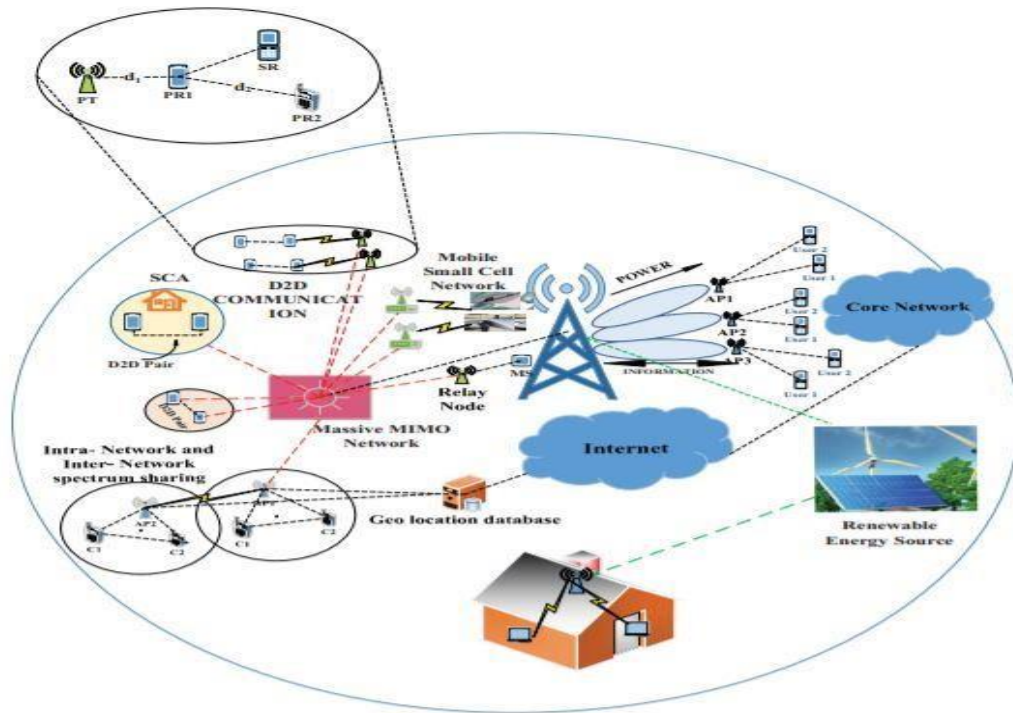 SR
d₁
PT
PR1
d₂
PR2
SCA
D2D Pair
D2D
COMMUNICAT
ION
Mobile
Small Cell
Network
POWER
AP1
AP2
AP3
User 2
User 1
User 2
User 1
User 2
User 1
Core Network
MS
INFORMATION
Relay
Node
D2D Pair
Massive MIMO
Network
Internet
Intra- Network and
Inter- Network
spectrum sharing
AP2
C1
C2
C1
C2
Geo location database
Renewable
Energy Source